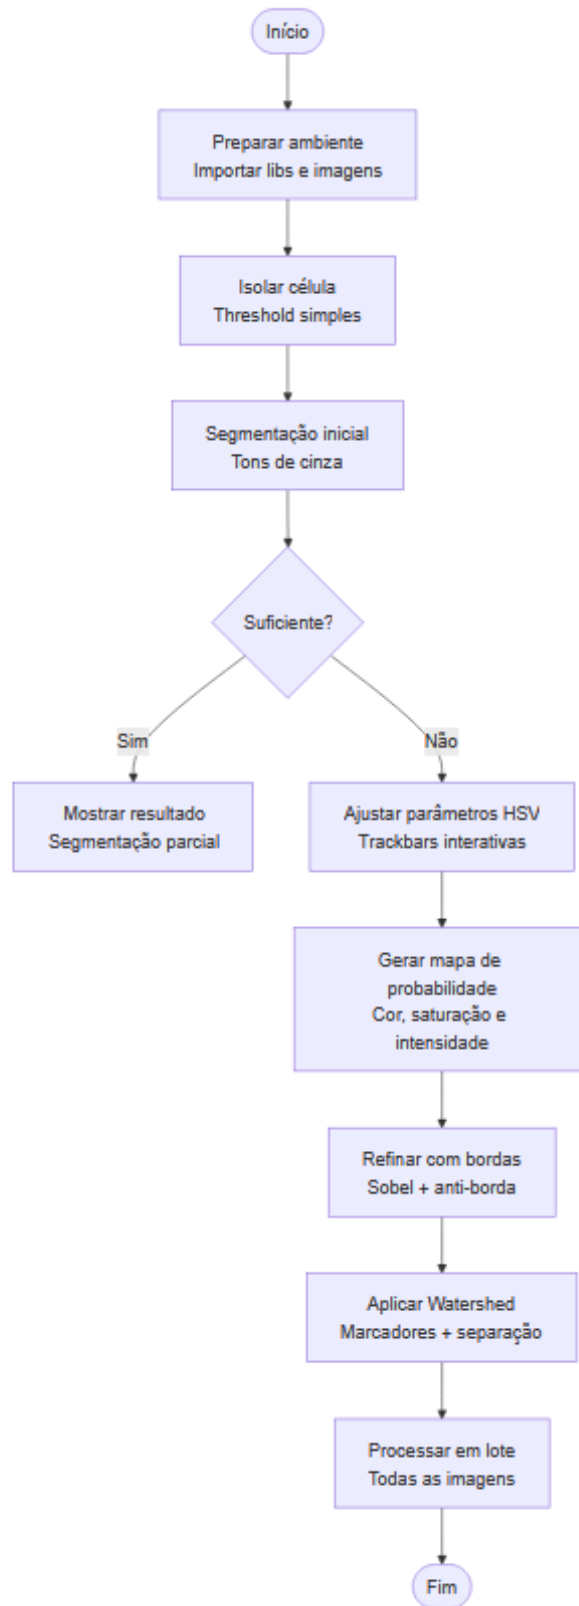 Início
Preparar ambiente
Importar libs e imagens
Isolar célula
Threshold simples
Segmentação inicial
Tons de cinza
Suficiente?
Sim
Não
Mostrar resultado
Segmentação parcial
Ajustar parâmetros HSV
Trackbars interativas
Gerar mapa de
probabilidade
Cor, saturação e
intensidade
Refinar com bordas
Sobel + anti-borda
Aplicar Watershed
Marcadores + separação
Processar em lote
Todas as imagens
Fim